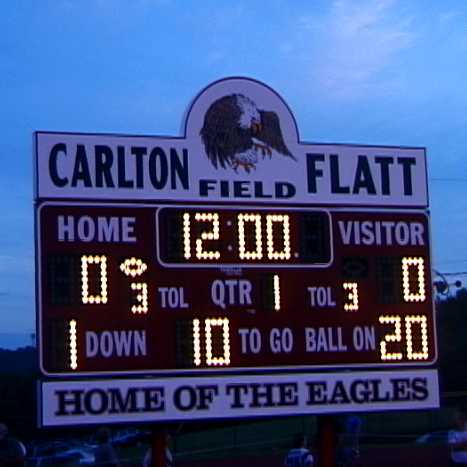 CARLTON FLATT
FIELD
HOME 12:00 VISITOR
0 3 TOL QTR 1 TOL 3 0
1 DOWN 10 TO GO BALL ON 20
HOME OF THE EAGLES